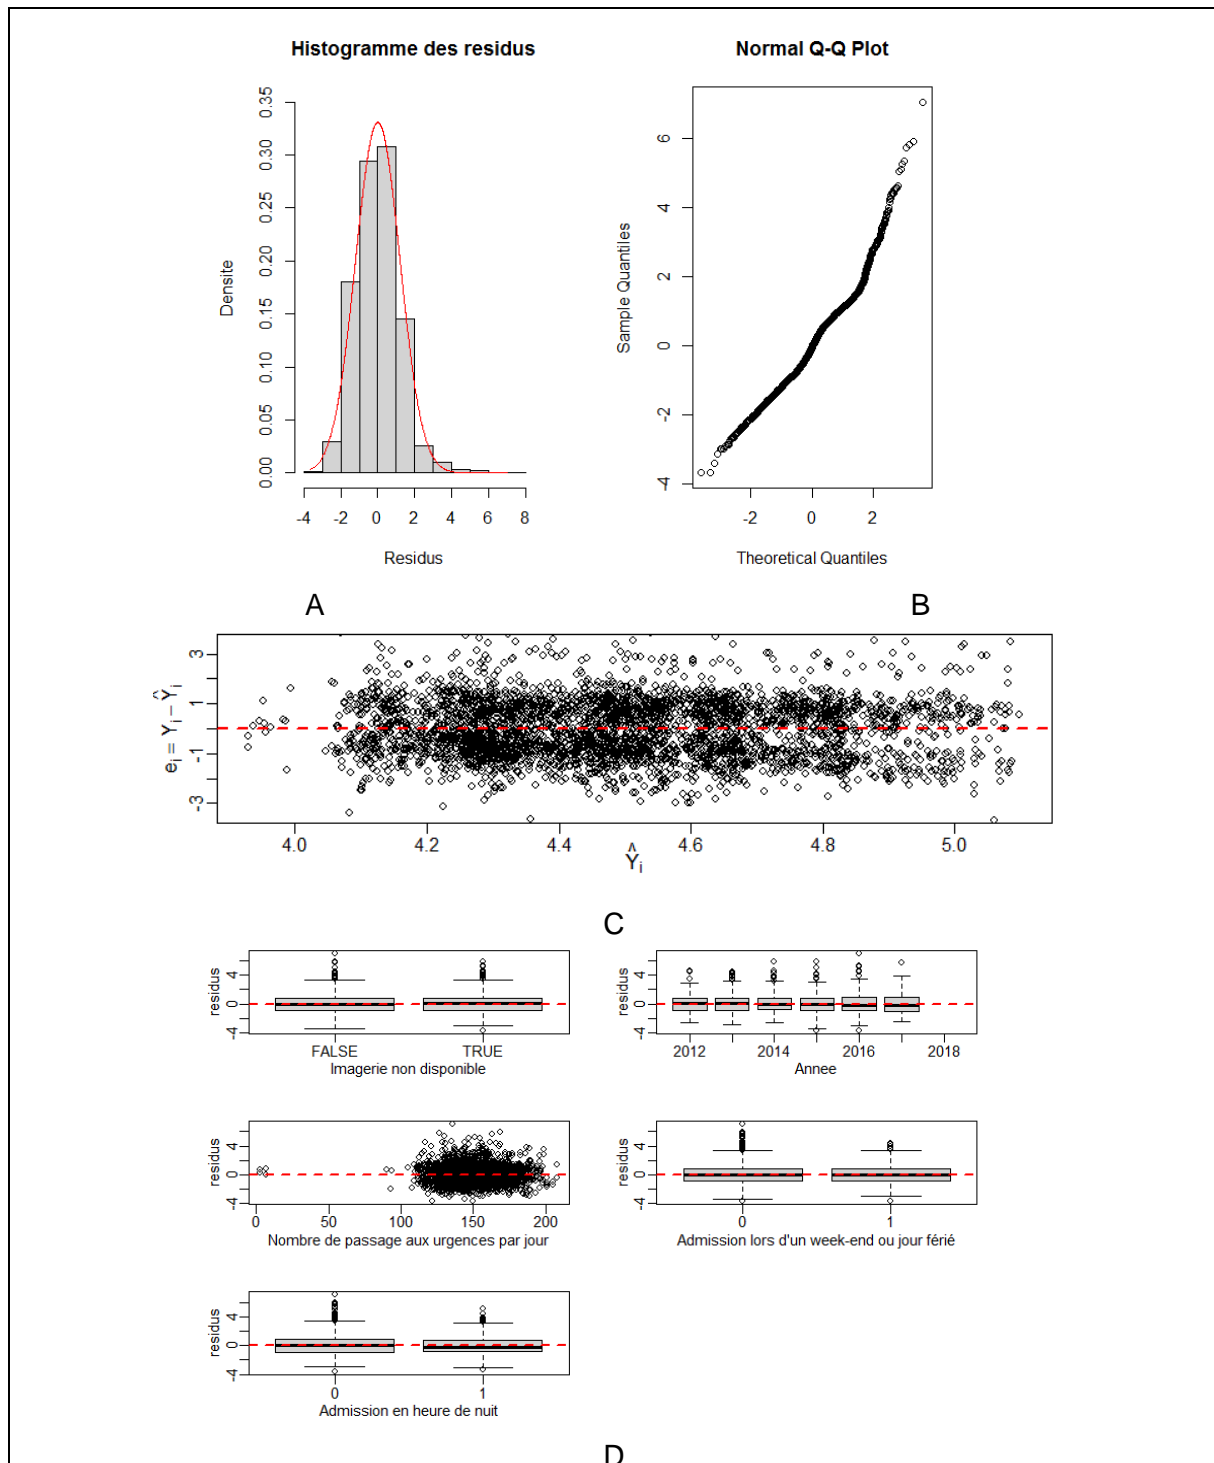 Histogramme des residus
Normal Q-Q Plot
0.35
0.30
0.25
0.20
0.15
0.10
0.05
0.00
Densite
-4 -2 0 2 4 6 8
Residus
6
4
2
0
-2
-4
Sample Quantiles
-2 0 2
Theoretical Quantiles
A
B
3
1
-1
-3
eᵢ = Yᵢ − Ŷᵢ
4.0 4.2 4.4 4.6 4.8 5.0
Ŷᵢ
C
residus
4
0
-4
FALSE TRUE
Imagerie non disponible
residus
4
0
-4
2012 2014 2016 2018
Annee
residus
4
0
-4
0 50 100 150 200
Nombre de passage aux urgences par jour
residus
4
0
-4
0 1
Admission lors d'un week-end ou jour férié
residus
4
0
-4
0 1
Admission en heure de nuit
D